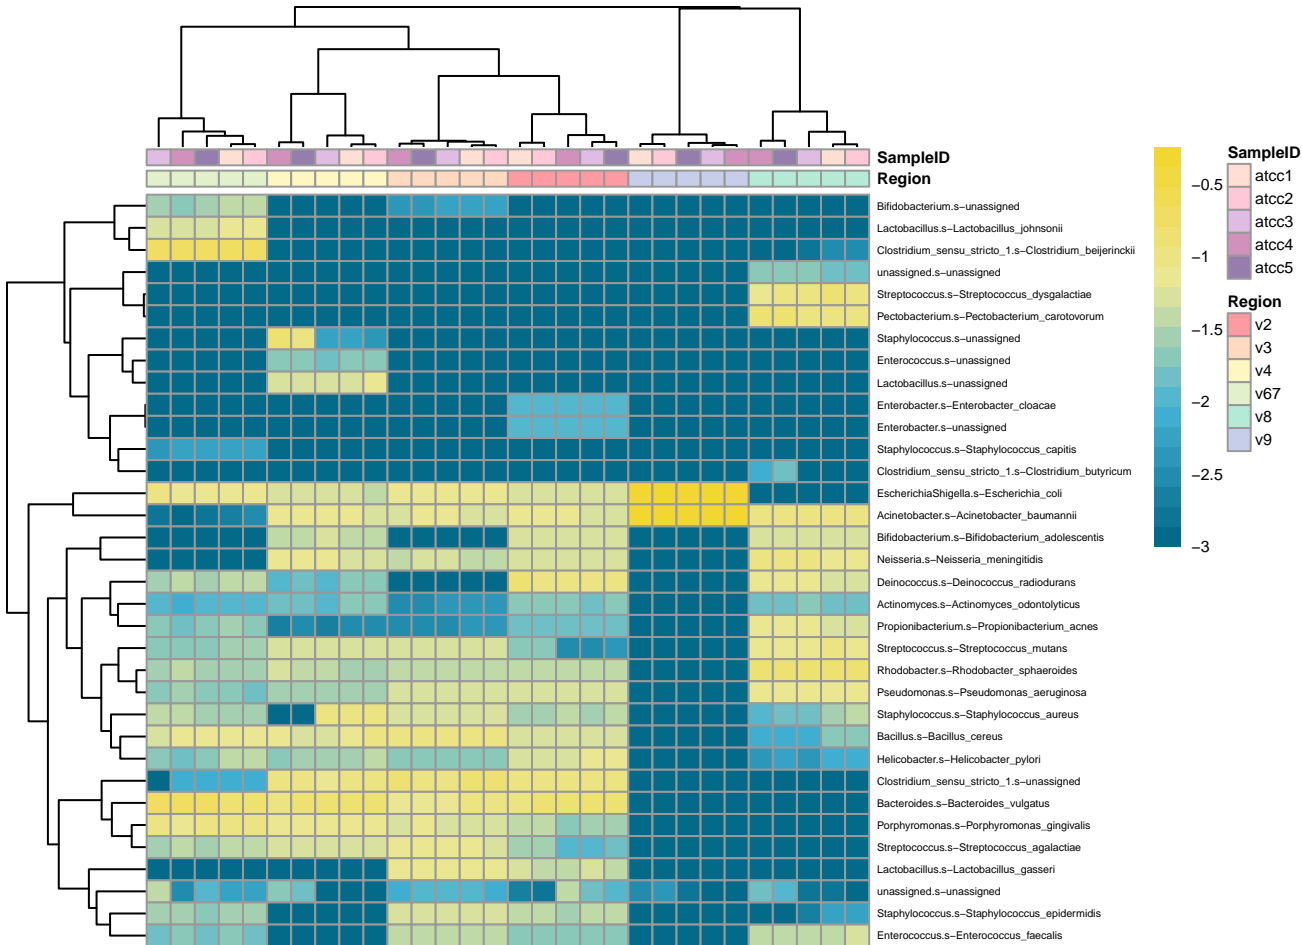 SampleID
Region
Bifidobacterium.s−unassigned
Lactobacillus.s−Lactobacillus_johnsonii
Clostridium_sensu_stricto_1.s−Clostridium_beijerinckii
unassigned.s−unassigned
Streptococcus.s−Streptococcus_dysgalactiae
Pectobacterium.s−Pectobacterium_carotovorum
Staphylococcus.s−unassigned
Enterococcus.s−unassigned
Lactobacillus.s−unassigned
Enterobacter.s−Enterobacter_cloacae
Enterobacter.s−unassigned
Staphylococcus.s−Staphylococcus_capitis
Clostridium_sensu_stricto_1.s−Clostridium_butyricum
EscherichiaShigella.s−Escherichia_coli
Acinetobacter.s−Acinetobacter_baumannii
Bifidobacterium.s−Bifidobacterium_adolescentis
Neisseria.s−Neisseria_meningitidis
Deinococcus.s−Deinococcus_radiodurans
Actinomyces.s−Actinomyces_odontolyticus
Propionibacterium.s−Propionibacterium_acnes
Streptococcus.s−Streptococcus_mutans
Rhodobacter.s−Rhodobacter_sphaeroides
Pseudomonas.s−Pseudomonas_aeruginosa
Staphylococcus.s−Staphylococcus_aureus
Bacillus.s−Bacillus_cereus
Helicobacter.s−Helicobacter_pylori
Clostridium_sensu_stricto_1.s−unassigned
Bacteroides.s−Bacteroides_vulgatus
Porphyromonas.s−Porphyromonas_gingivalis
Streptococcus.s−Streptococcus_agalactiae
Lactobacillus.s−Lactobacillus_gasseri
unassigned.s−unassigned
Staphylococcus.s−Staphylococcus_epidermidis
Enterococcus.s−Enterococcus_faecalis
−0.5
−1
−1.5
−2
−2.5
−3
SampleID
atcc1
atcc2
atcc3
atcc4
atcc5
Region
v2
v3
v4
v67
v8
v9